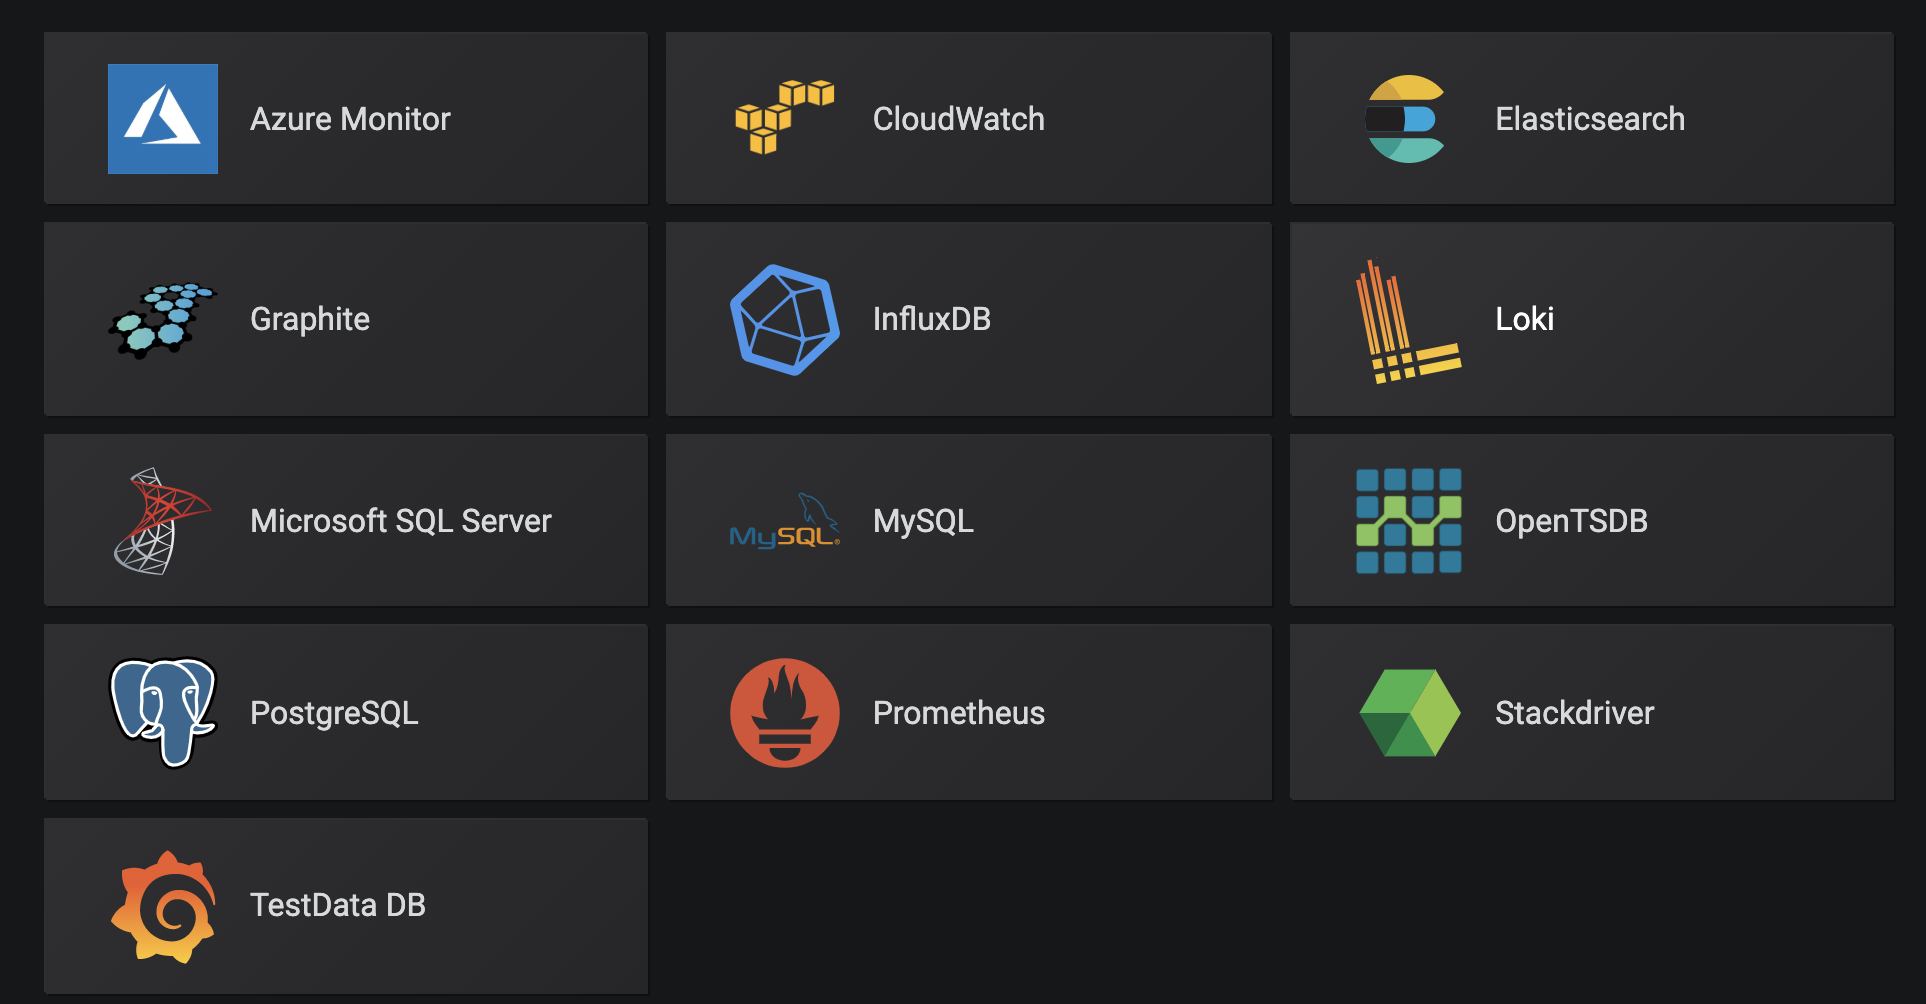 Azure Monitor
CloudWatch
Elasticsearch
Graphite
InfluxDB
Loki
Microsoft SQL Server
MySQL®
MySQL
OpenTSDB
PostgreSQL
Prometheus
Stackdriver
TestData DB